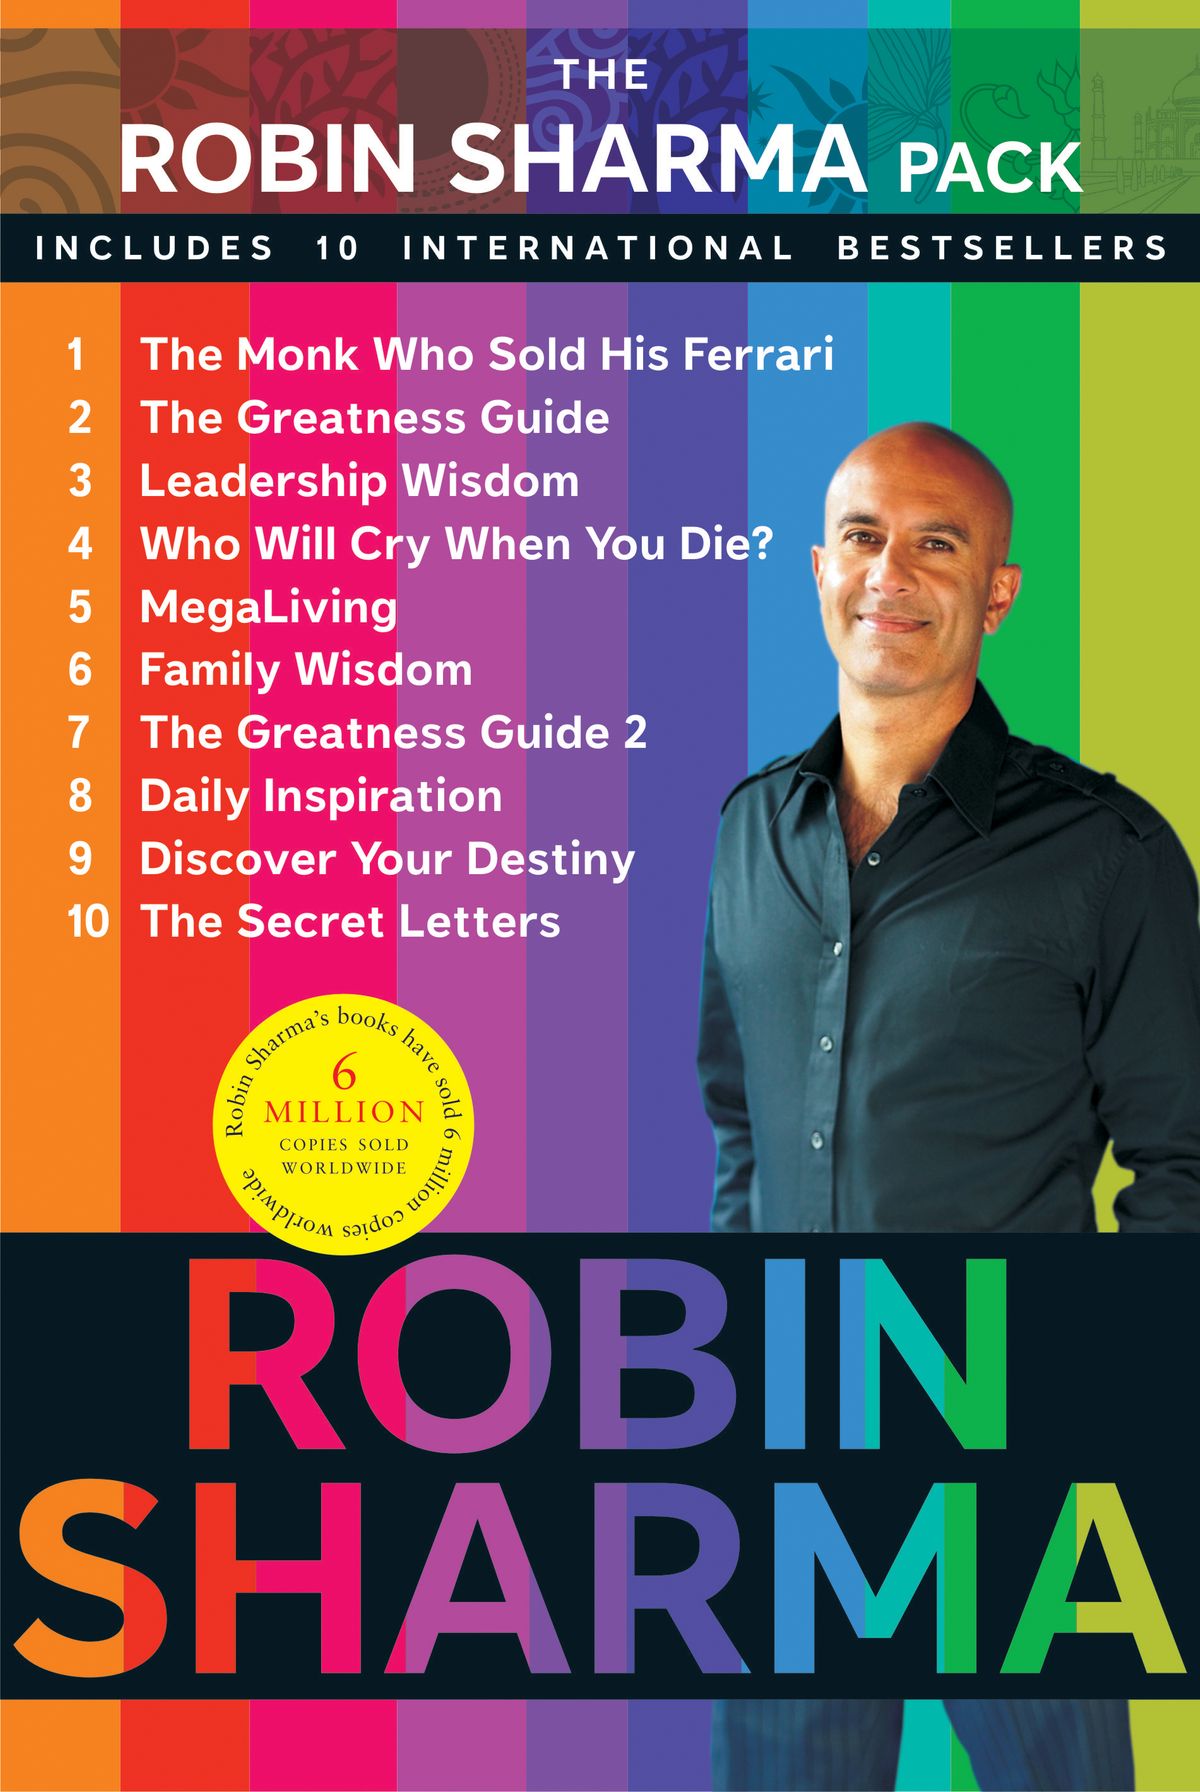 THE
ROBIN SHARMA PACK
INCLUDES 10 INTERNATIONAL BESTSELLERS
1 The Monk Who Sold His Ferrari
2 The Greatness Guide
3 Leadership Wisdom
4 Who Will Cry When You Die?
5 MegaLiving
6 Family Wisdom
7 The Greatness Guide 2
8 Daily Inspiration
9 Discover Your Destiny
10 The Secret Letters
Robin Sharma's books have sold 6 million copies worldwide
6
MILLION
COPIES SOLD
WORLDWIDE
ROBIN
SHARMA